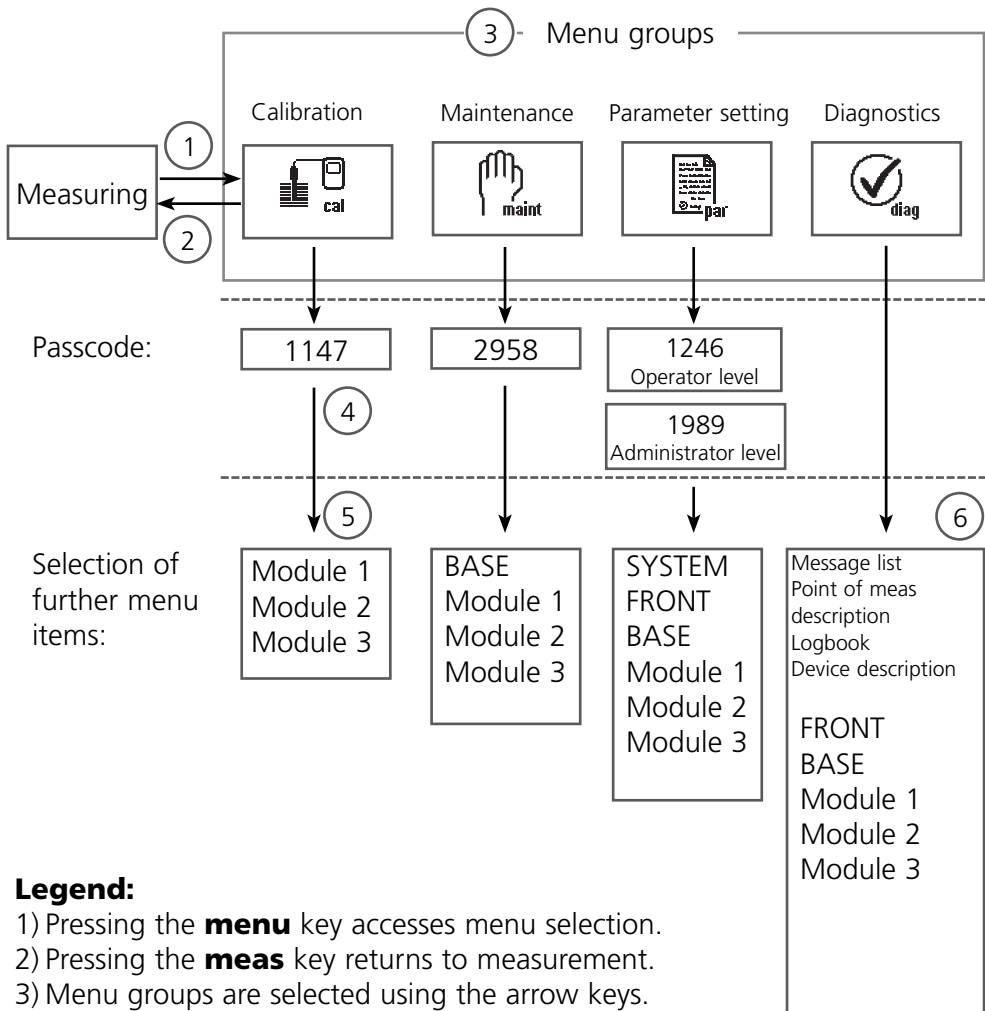 3 Menu groups
Calibration Maintenance Parameter setting Diagnostics
1
Measuring
cal maint par diag
2
Passcode:
1147 2958 1246
Operator level
4
1989
Administrator level
5 6
Selection of
further menu
items:
Module 1
Module 2
Module 3
BASE
Module 1
Module 2
Module 3
SYSTEM
FRONT
BASE
Module 1
Module 2
Module 3
Message list
Point of meas
description
Logbook
Device description
FRONT
BASE
Module 1
Module 2
Module 3
Legend:
1) Pressing the menu key accesses menu selection.
2) Pressing the meas key returns to measurement.
3) Menu groups are selected using the arrow keys.